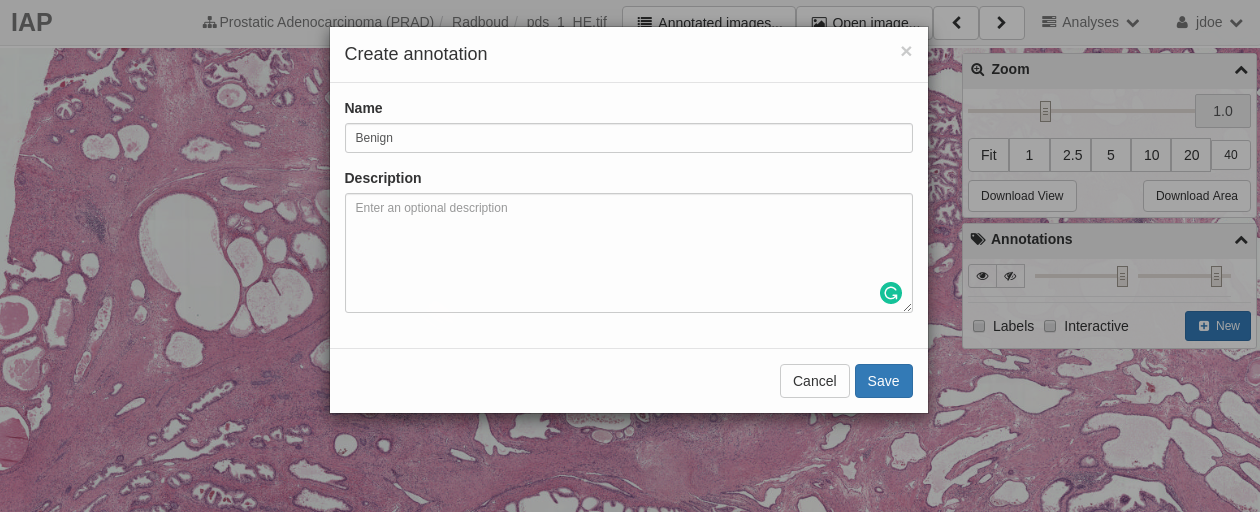 IAP Prostatic Adenocarcinoma (PRAD) / Radboud / pds_1_HE.tif Annotated images... Open image... Analyses jdoe
Create annotation ×
Name
Benign
Description
Enter an optional description
Cancel Save
Zoom
1.0
Fit 1 2.5 5 10 20 40
Download View Download Area
Annotations
Labels Interactive New